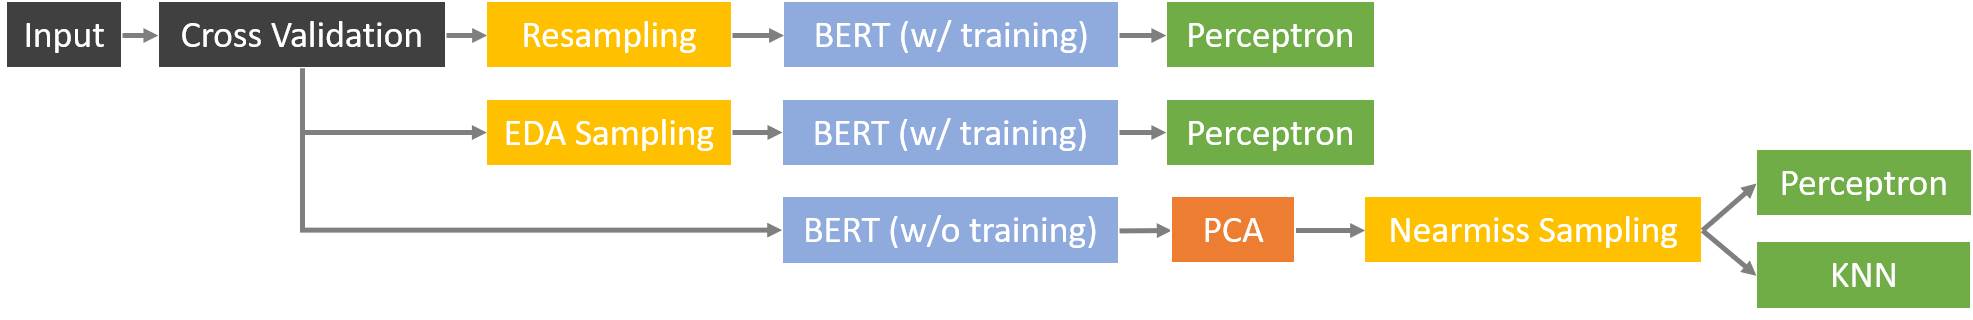 Input
Cross Validation
Resampling
BERT (w/ training)
Perceptron
EDA Sampling
BERT (w/ training)
Perceptron
BERT (w/o training)
PCA
Nearmiss Sampling
Perceptron
KNN